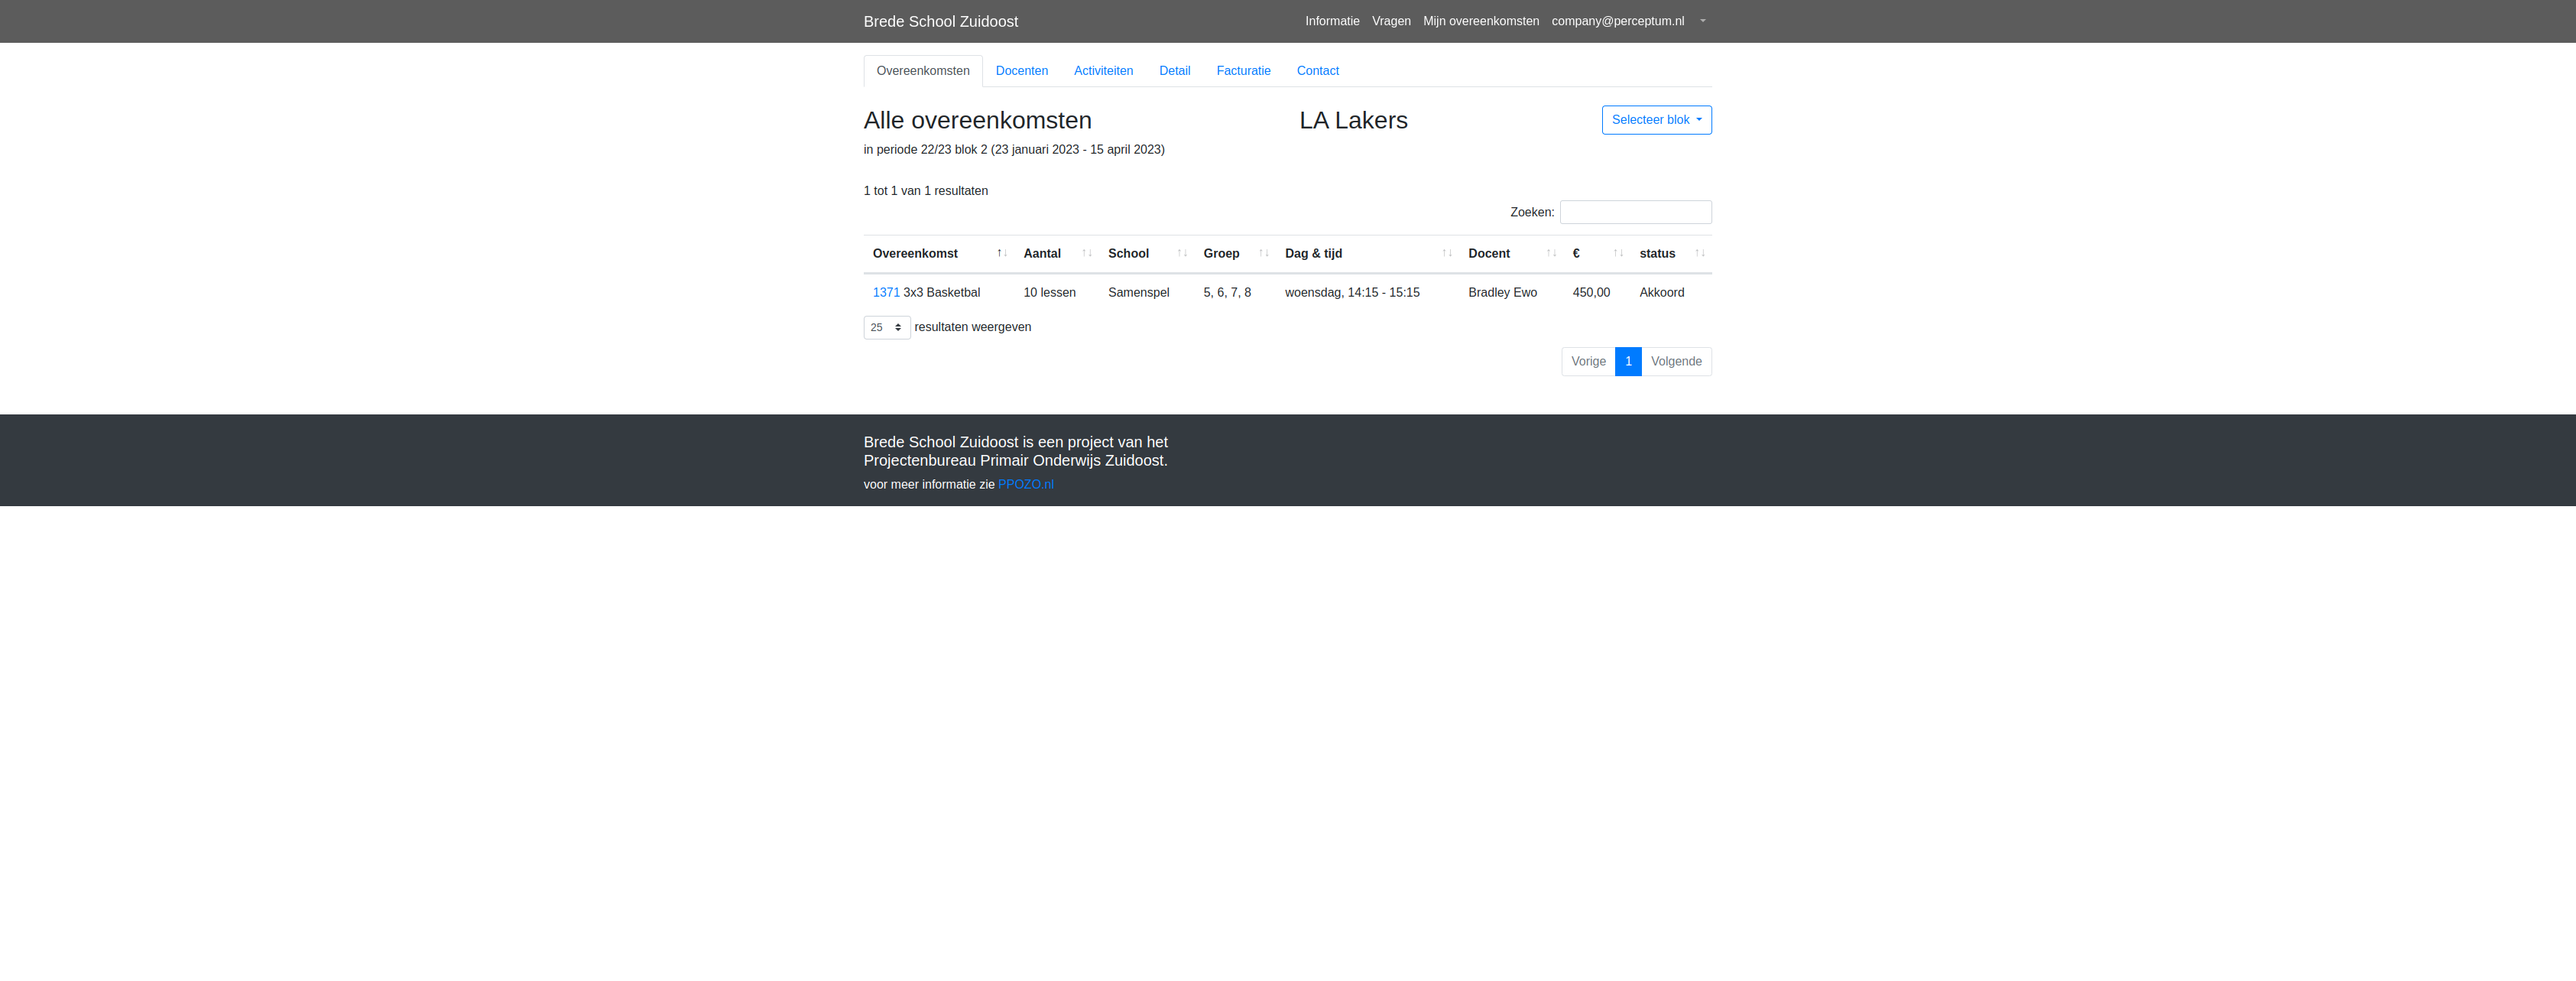 Brede School Zuidoost Informatie Vragen Mijn overeenkomsten company@perceptum.nl
Overeenkomsten Docenten Activiteiten Detail Facturatie Contact
Alle overeenkomsten LA Lakers Selecteer blok
in periode 22/23 blok 2 (23 januari 2023 - 15 april 2023)
1 tot 1 van 1 resultaten
Zoeken:
Overeenkomst ↑↓ Aantal ↑↓ School ↑↓ Groep ↑↓ Dag & tijd ↑↓ Docent ↑↓ € ↑↓ status ↑↓
1371 3x3 Basketbal 10 lessen Samenspel 5, 6, 7, 8 woensdag, 14:15 - 15:15 Bradley Ewo 450,00 Akkoord
25 resultaten weergeven
Vorige 1 Volgende
Brede School Zuidoost is een project van het
Projectenbureau Primair Onderwijs Zuidoost.
voor meer informatie zie PPOZO.nl